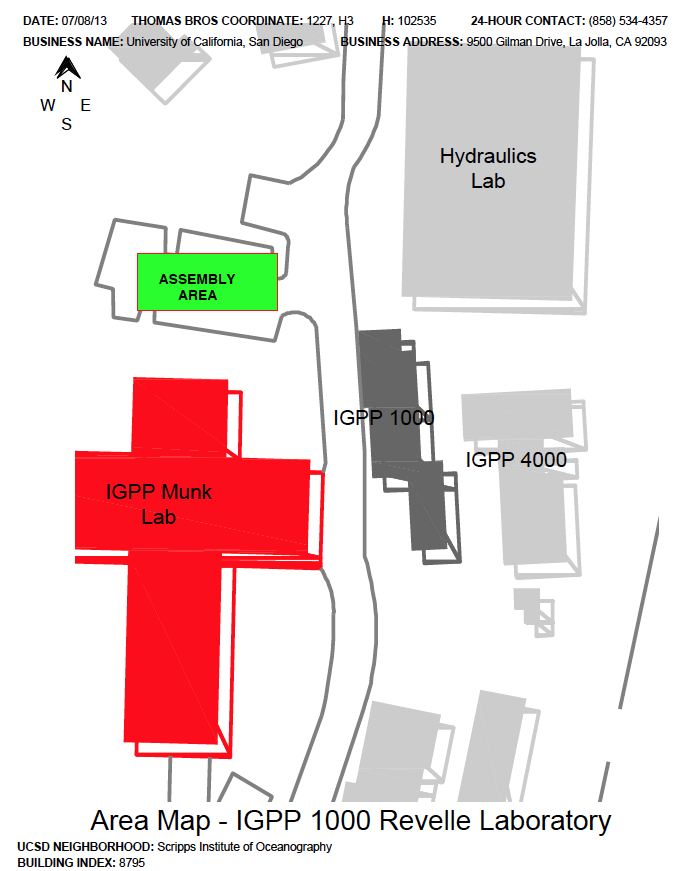 DATE: 07/08/13 THOMAS BROS COORDINATE: 1227, H3 H: 102535 24-HOUR CONTACT: (858) 534-4357
BUSINESS NAME: University of California, San Diego BUSINESS ADDRESS: 9500 Gilman Drive, La Jolla, CA 92093
N
W E
S
Hydraulics
Lab
ASSEMBLY
AREA
IGPP 1000
IGPP 4000
IGPP Munk
Lab
Area Map - IGPP 1000 Revelle Laboratory
UCSD NEIGHBORHOOD: Scripps Institute of Oceanography
BUILDING INDEX: 8795